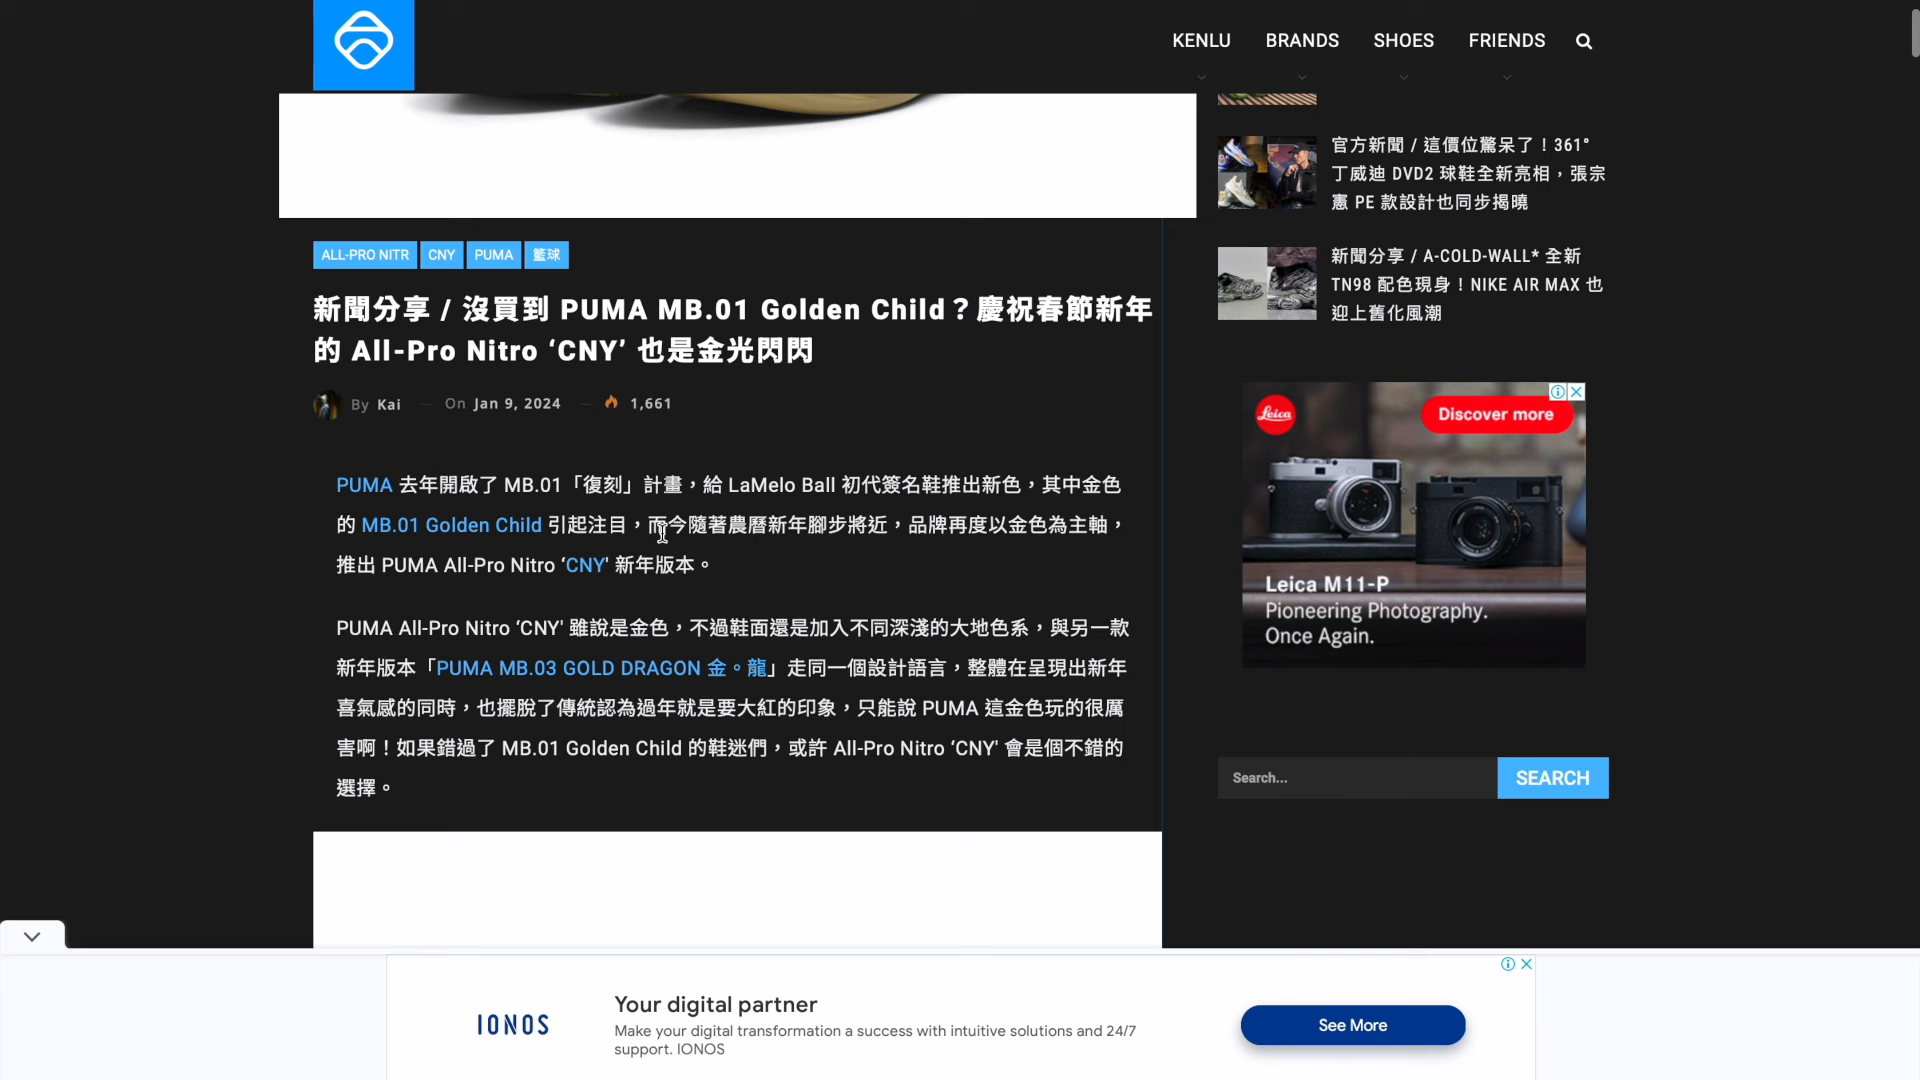 KENLU BRANDS SHOES FRIENDS
官方新聞 / 這價位驚呆了！361°
丁威迪 DVD2 球鞋全新亮相，張宗
憲 PE 款設計也同步揭曉
新聞分享 / A-COLD-WALL* 全新
TN98 配色現身！NIKE AIR MAX 也
迎上舊化風潮
ALL-PRO NITR CNY PUMA 籃球
新聞分享 / 沒買到 PUMA MB.01 Golden Child？慶祝春節新年
的 All-Pro Nitro ‘CNY’ 也是金光閃閃
By Kai — On Jan 9, 2024 — 1,661
PUMA 去年開啟了 MB.01「復刻」計畫，給 LaMelo Ball 初代簽名鞋推出新色，其中金色
的 MB.01 Golden Child 引起注目，而今隨著農曆新年腳步將近，品牌再度以金色為主軸，
推出 PUMA All-Pro Nitro ‘CNY' 新年版本。
PUMA All-Pro Nitro ‘CNY' 雖說是金色，不過鞋面還是加入不同深淺的大地色系，與另一款
新年版本「PUMA MB.03 GOLD DRAGON 金。龍」走同一個設計語言，整體在呈現出新年
喜氣感的同時，也擺脫了傳統認為過年就是要大紅的印象，只能說 PUMA 這金色玩的很厲
害啊！如果錯過了 MB.01 Golden Child 的鞋迷們，或許 All-Pro Nitro ‘CNY' 會是個不錯的
選擇。
Leica
Discover more
Leica M11-P
Pioneering Photography.
Once Again.
Search...
SEARCH
IONOS
Your digital partner
Make your digital transformation a success with intuitive solutions and 24/7
support. IONOS
See More